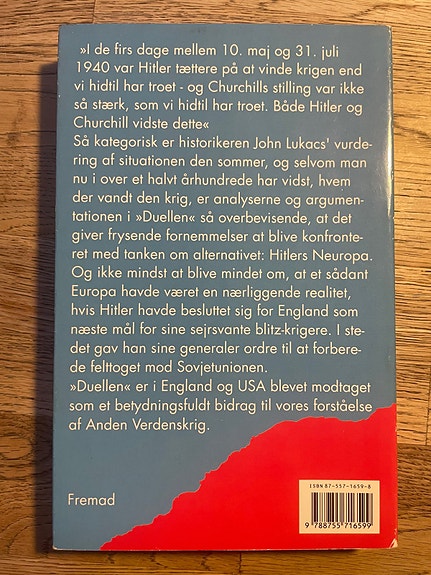 »I de firs dage mellem 10. maj og 31. juli
1940 var Hitler tættere på at vinde krigen end
vi hidtil har troet - og Churchills stilling var ikke
så stærk, som vi hidtil har troet. Både Hitler og
Churchill vidste dette«
Så kategorisk er historikeren John Lukacs' vurde-
ring af situationen den sommer, og selvom man
nu i over et halvt århundrede har vidst, hvem
der vandt den krig, er analyserne og argumen-
tationen i »Duellen« så overbevisende, at det
giver frysende fornemmelser at blive konfronte-
ret med tanken om alternativet: Hitlers Neuropa.
Og ikke mindst at blive mindet om, at et sådant
Europa havde været en nærliggende realitet,
hvis Hitler havde besluttet sig for England som
næste mål for sine sejrsvante blitz-krigere. I ste-
det gav han sine generaler ordre til at forbere-
de felttoget mod Sovjetunionen.
»Duellen« er i England og USA blevet modtaget
som et betydningsfuldt bidrag til vores forståelse
af Anden Verdenskrig.
ISBN 87-557-1659-8
9 788755 716599
Fremad